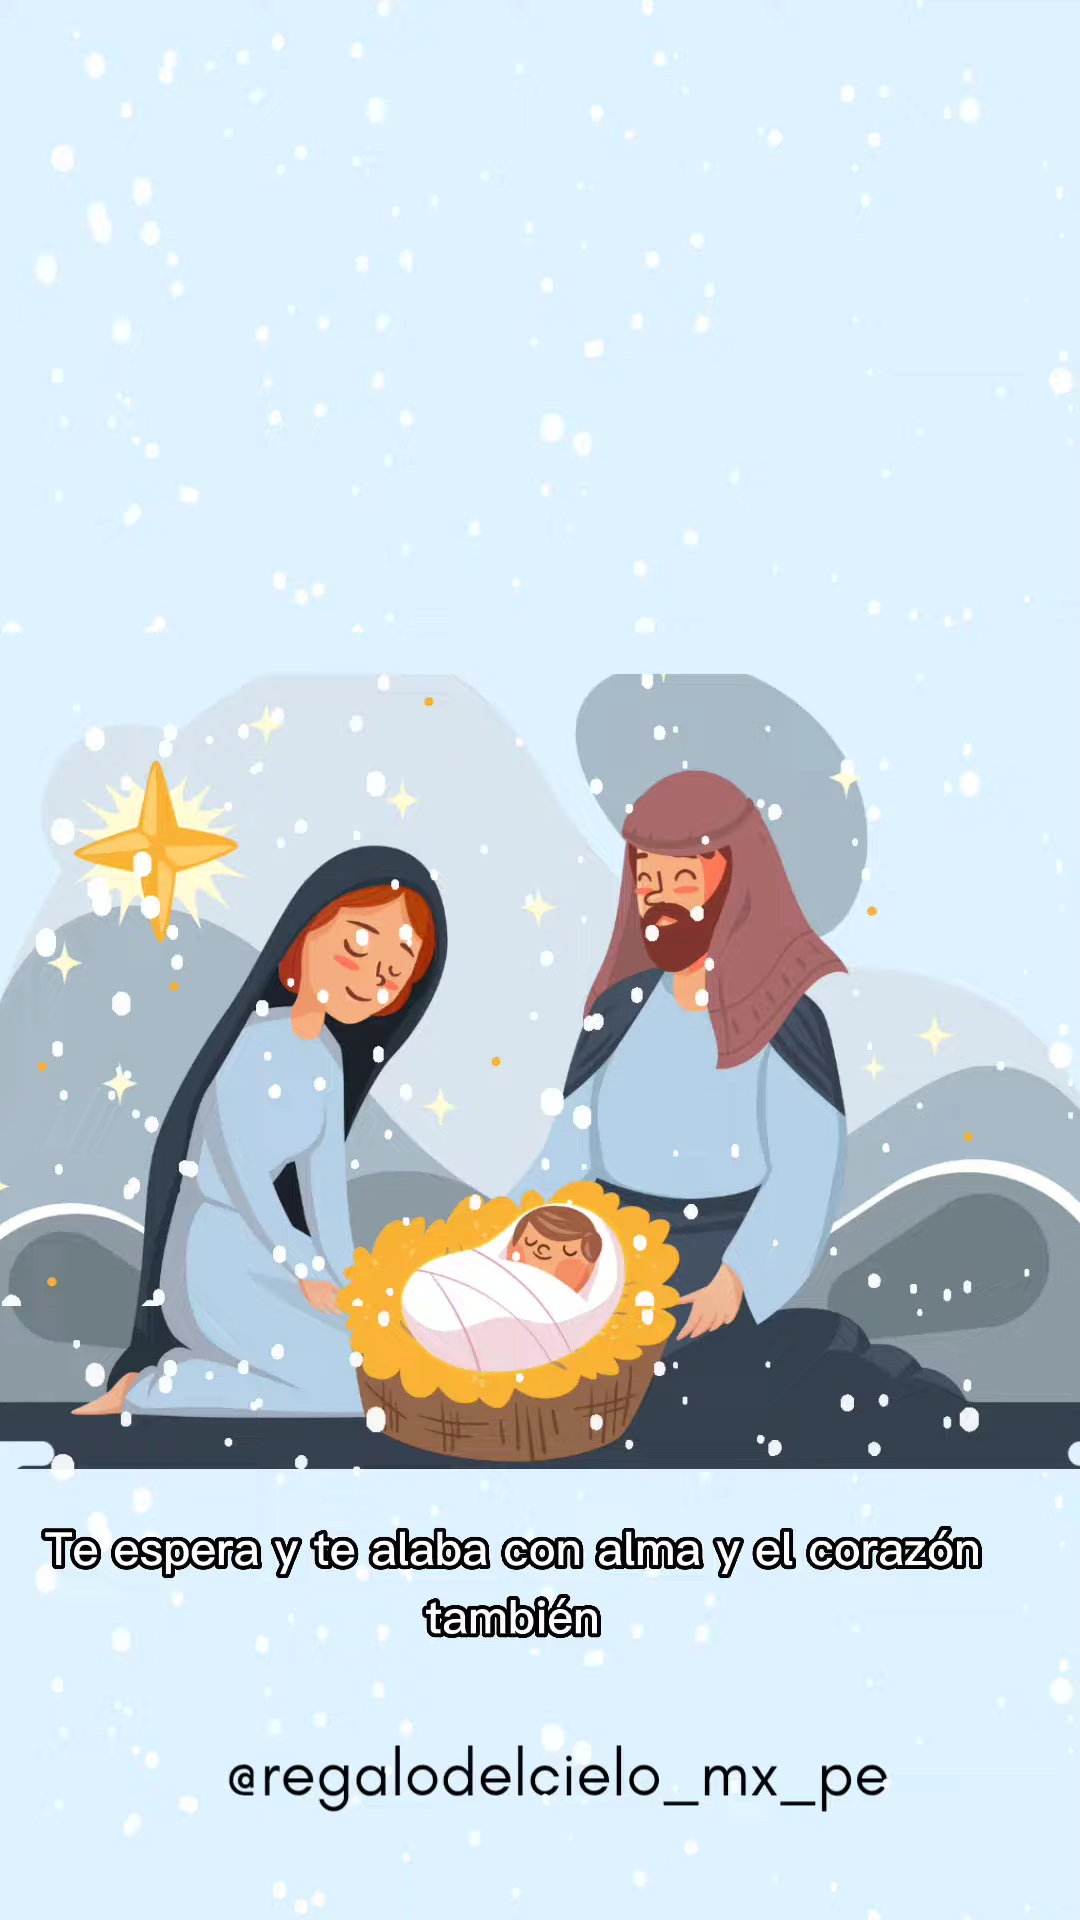 Te espera y te alaba con alma y el corazón
también
@regalodelcielo_mx_pe